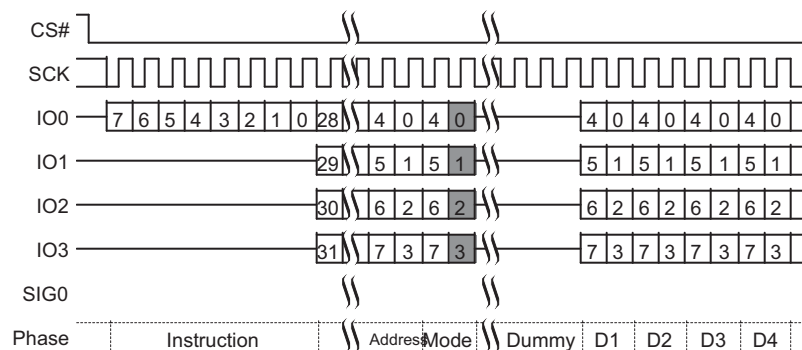 CS#
SCK
IO0 7 6 5 4 3 2 1 0 28 4 0 4 0 4 0 4 0 4 0 4 0
IO1 29 5 1 5 1 5 1 5 1 5 1 5 1
IO2 30 6 2 6 2 6 2 6 2 6 2 6 2
IO3 31 7 3 7 3 7 3 7 3 7 3 7 3
SIG0
Phase Instruction Address Mode Dummy D1 D2 D3 D4